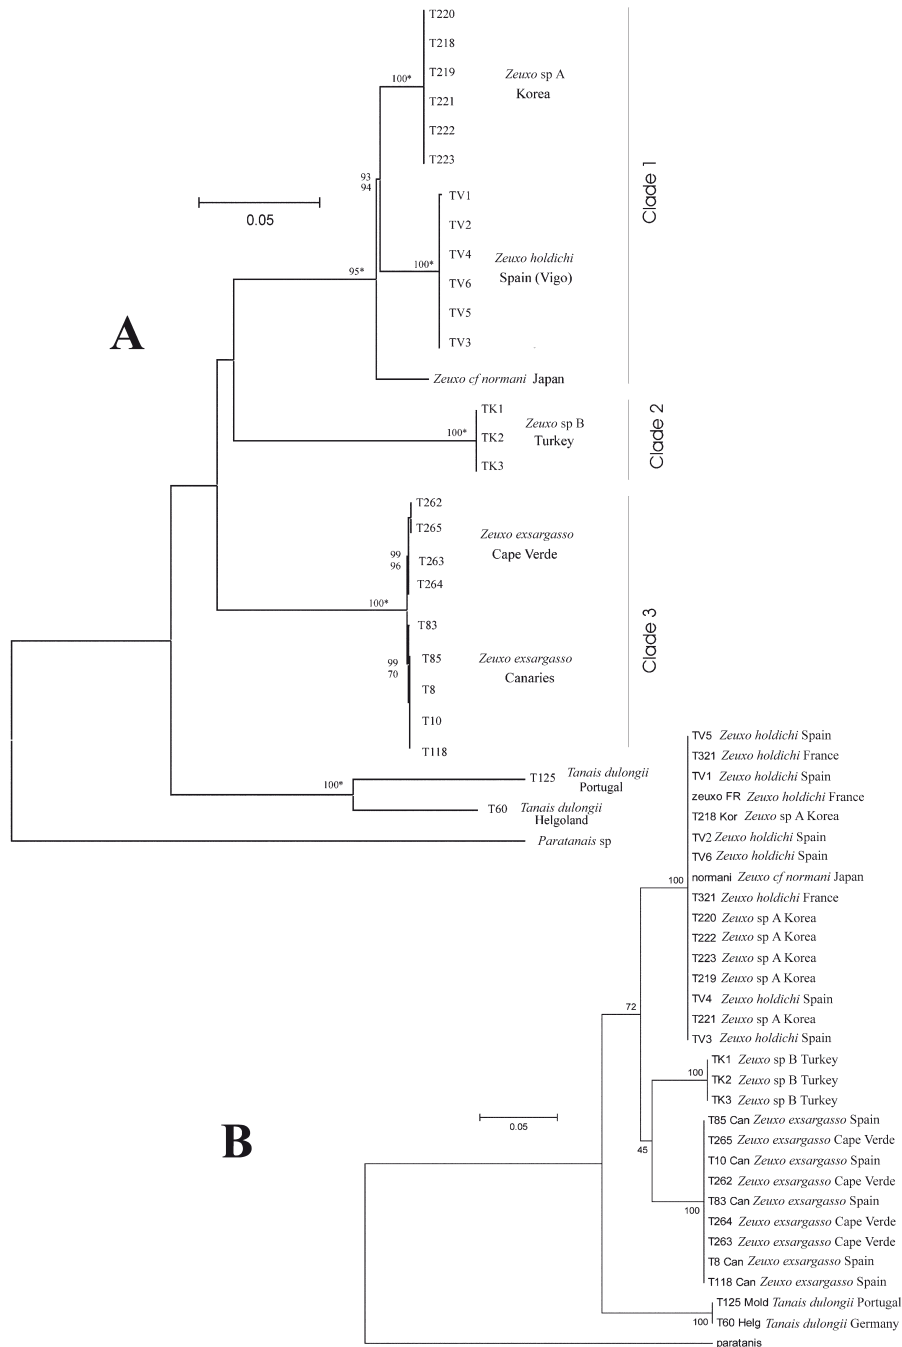 T220
T218
T219
T221
T222
T223
100*
Zeuxo sp A
Korea
Clade 1
93
94
0.05
TV1
TV2
TV4
TV6
TV5
TV3
100*
Zeuxo holdichi
Spain (Vigo)
95*
A
Zeuxo cf normani Japan
TK1
TK2
TK3
100*
Zeuxo sp B
Turkey
Clade 2
T262
T265
T263
T264
99
96
Zeuxo exsargasso
Cape Verde
100*
Clade 3
T83
T85
T8
T10
T118
99
70
Zeuxo exsargasso
Canaries
100*
T125 Tanais dulongii
Portugal
T60 Tanais dulongii
Helgoland
Paratanais sp
TV5 Zeuxo holdichi Spain
T321 Zeuxo holdichi France
TV1 Zeuxo holdichi Spain
zeuxo FR Zeuxo holdichi France
T218 Kor Zeuxo sp A Korea
TV2 Zeuxo holdichi Spain
TV6 Zeuxo holdichi Spain
normani Zeuxo cf normani Japan
T321 Zeuxo holdichi France
T220 Zeuxo sp A Korea
T222 Zeuxo sp A Korea
T223 Zeuxo sp A Korea
T219 Zeuxo sp A Korea
TV4 Zeuxo holdichi Spain
T221 Zeuxo sp A Korea
TV3 Zeuxo holdichi Spain
100
72
TK1 Zeuxo sp B Turkey
TK2 Zeuxo sp B Turkey
TK3 Zeuxo sp B Turkey
100
0.05
B
45
T85 Can Zeuxo exsargasso Spain
T265 Zeuxo exsargasso Cape Verde
T10 Can Zeuxo exsargasso Spain
T262 Zeuxo exsargasso Cape Verde
T83 Can Zeuxo exsargasso Spain
T264 Zeuxo exsargasso Cape Verde
T263 Zeuxo exsargasso Cape Verde
T8 Can Zeuxo exsargasso Spain
T118 Can Zeuxo exsargasso Spain
100
T125 Mold Tanais dulongii Portugal
T60 Helg Tanais dulongii Germany
100
paratanis